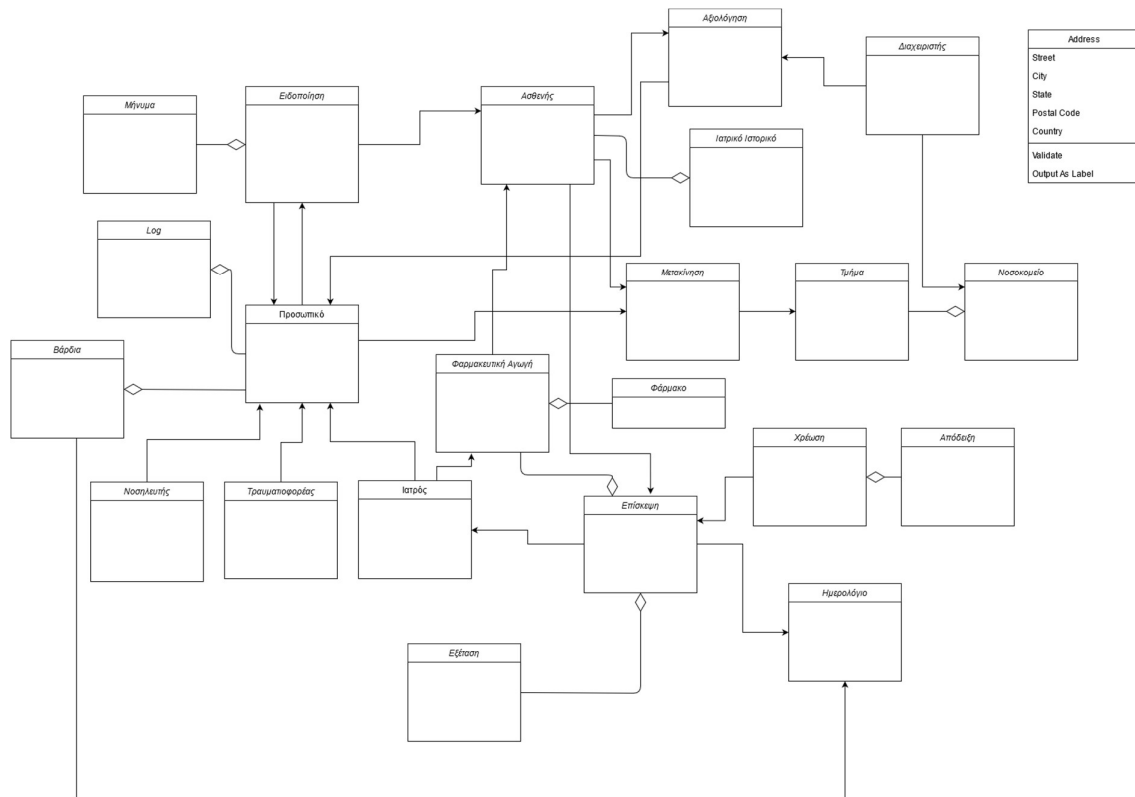 Αξιολόγηση
Address
Street
City
State
Postal Code
Country
Validate
Output As Label
Διαχειριστής
Μήνυμα
Ειδοποίηση
Ασθενής
Ιατρικό Ιστορικό
Log
Μετακίνηση
Τμήμα
Νοσοκομείο
Προσωπικό
Βάρδια
Φαρμακευτική Αγωγή
Φάρμακο
Χρέωση
Απόδειξη
Νοσηλευτής
Τραυματιοφορέας
Ιατρός
Επίσκεψη
Ημερολόγιο
Εξέταση